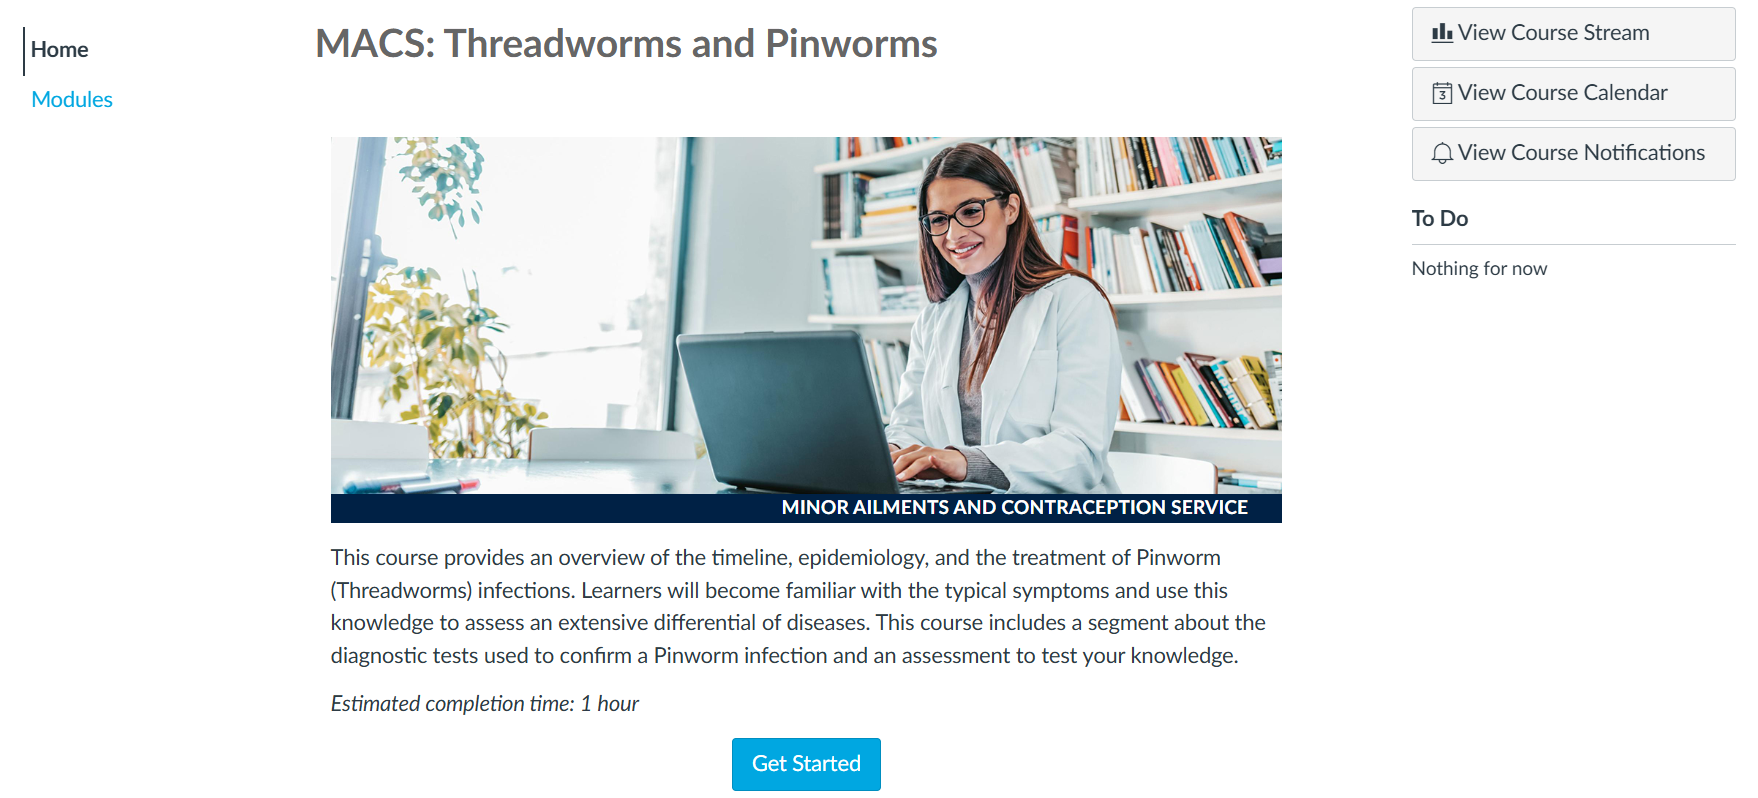 Home
Modules
MACS: Threadworms and Pinworms
MINOR AILMENTS AND CONTRACEPTION SERVICE
This course provides an overview of the timeline, epidemiology, and the treatment of Pinworm
(Threadworms) infections. Learners will become familiar with the typical symptoms and use this
knowledge to assess an extensive differential of diseases. This course includes a segment about the
diagnostic tests used to confirm a Pinworm infection and an assessment to test your knowledge.
Estimated completion time: 1 hour
Get Started
View Course Stream
3
View Course Calendar
View Course Notifications
To Do
Nothing for now